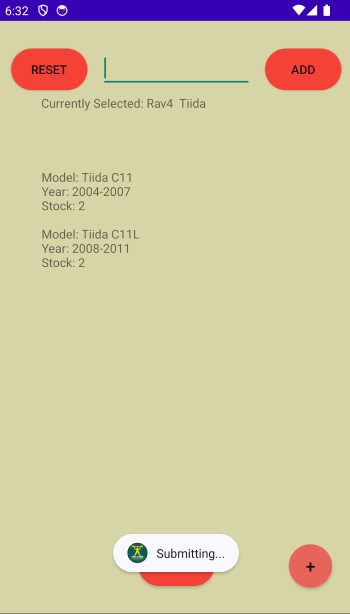 6:32
RESET
ADD
Currently Selected: Rav4 Tiida
Model: Tiida C11
Year: 2004-2007
Stock: 2
Model: Tiida C11L
Year: 2008-2011
Stock: 2
Submitting...
+